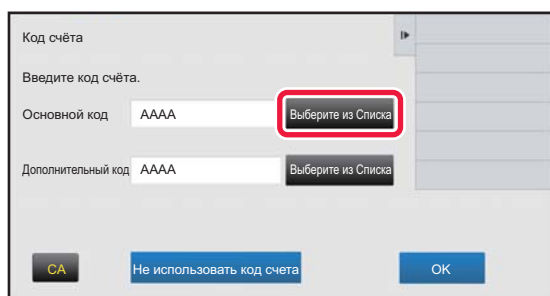 Код счёта
Введите код счёта.
Основной код AAAA Выберите из Списка
Дополнительный код AAAA Выберите из Списка
CA Не использовать код счета OK